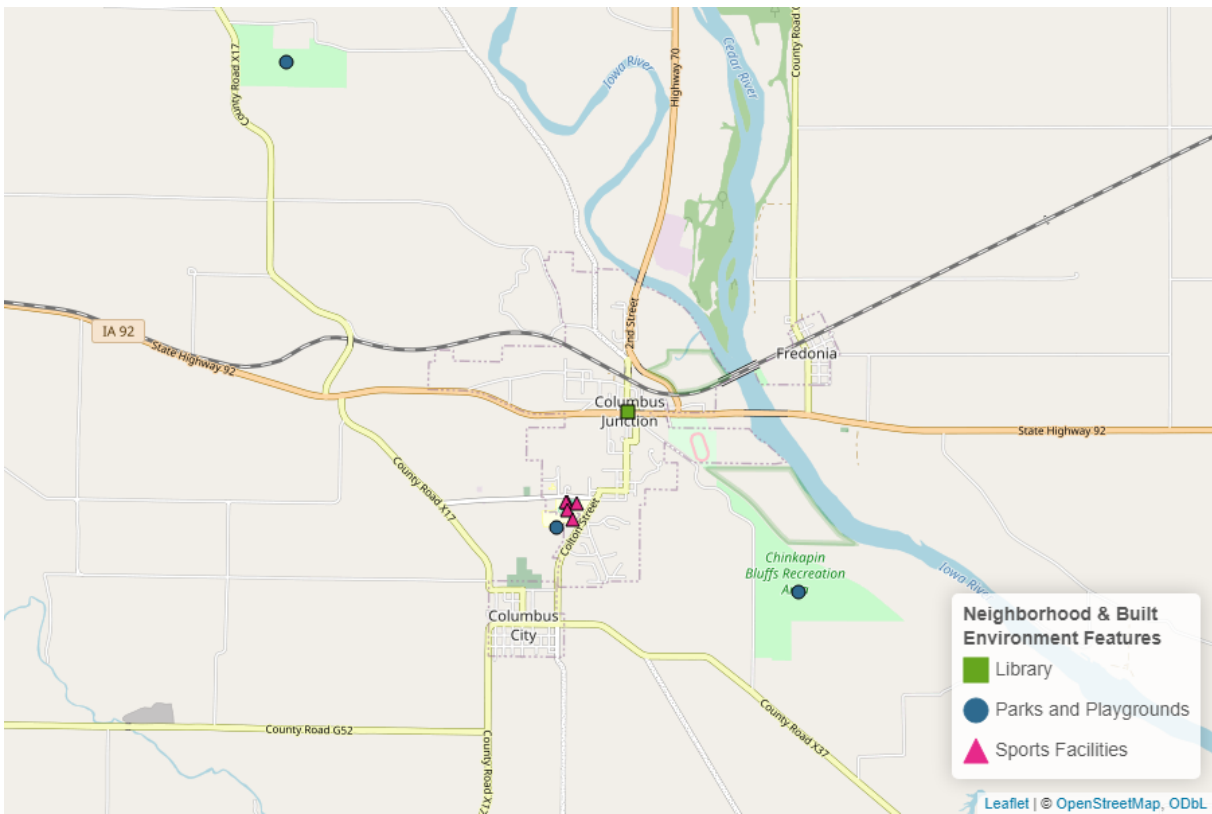 County Road X17
Iowa River
Highway 70
Cedar River
County Road X17
2nd Street
IA 92
State Highway 92
Fredonia
Columbus
Junction
State Highway 92
County Road X17
Colton Street
Chinkapin
Bluffs Recreation
Iowa River
Columbus
City
County Road G52
County Road X37
Neighborhood & Built
Environment Features
Library
Parks and Playgrounds
Sports Facilities
Leaflet | © OpenStreetMap, ODbL